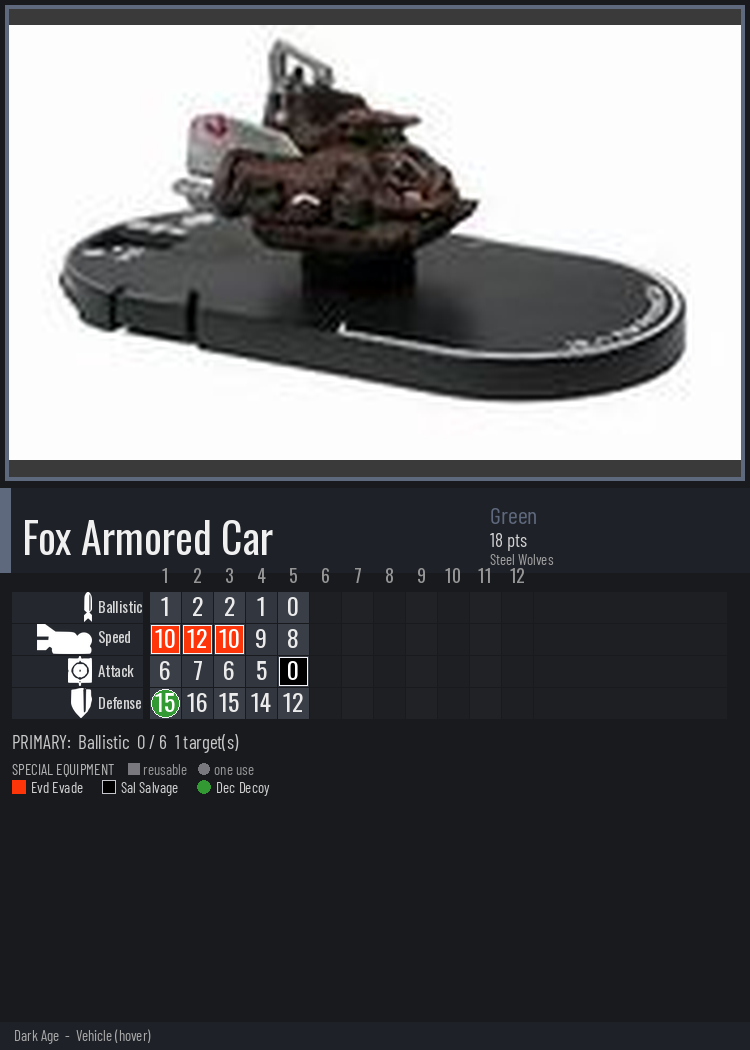 Fox Armored Car
Green
18 pts
Steel Wolves
1 2 3 4 5 6 7 8 9 10 11 12
Ballistic 1 2 2 1 0
Speed 10 12 10 9 8
Attack 6 7 6 5 0
Defense 15 16 15 14 12
PRIMARY: Ballistic 0 / 6 1 target(s)
SPECIAL EQUIPMENT reusable one use
Evd Evade Sal Salvage Dec Decoy
Dark Age - Vehicle (hover)